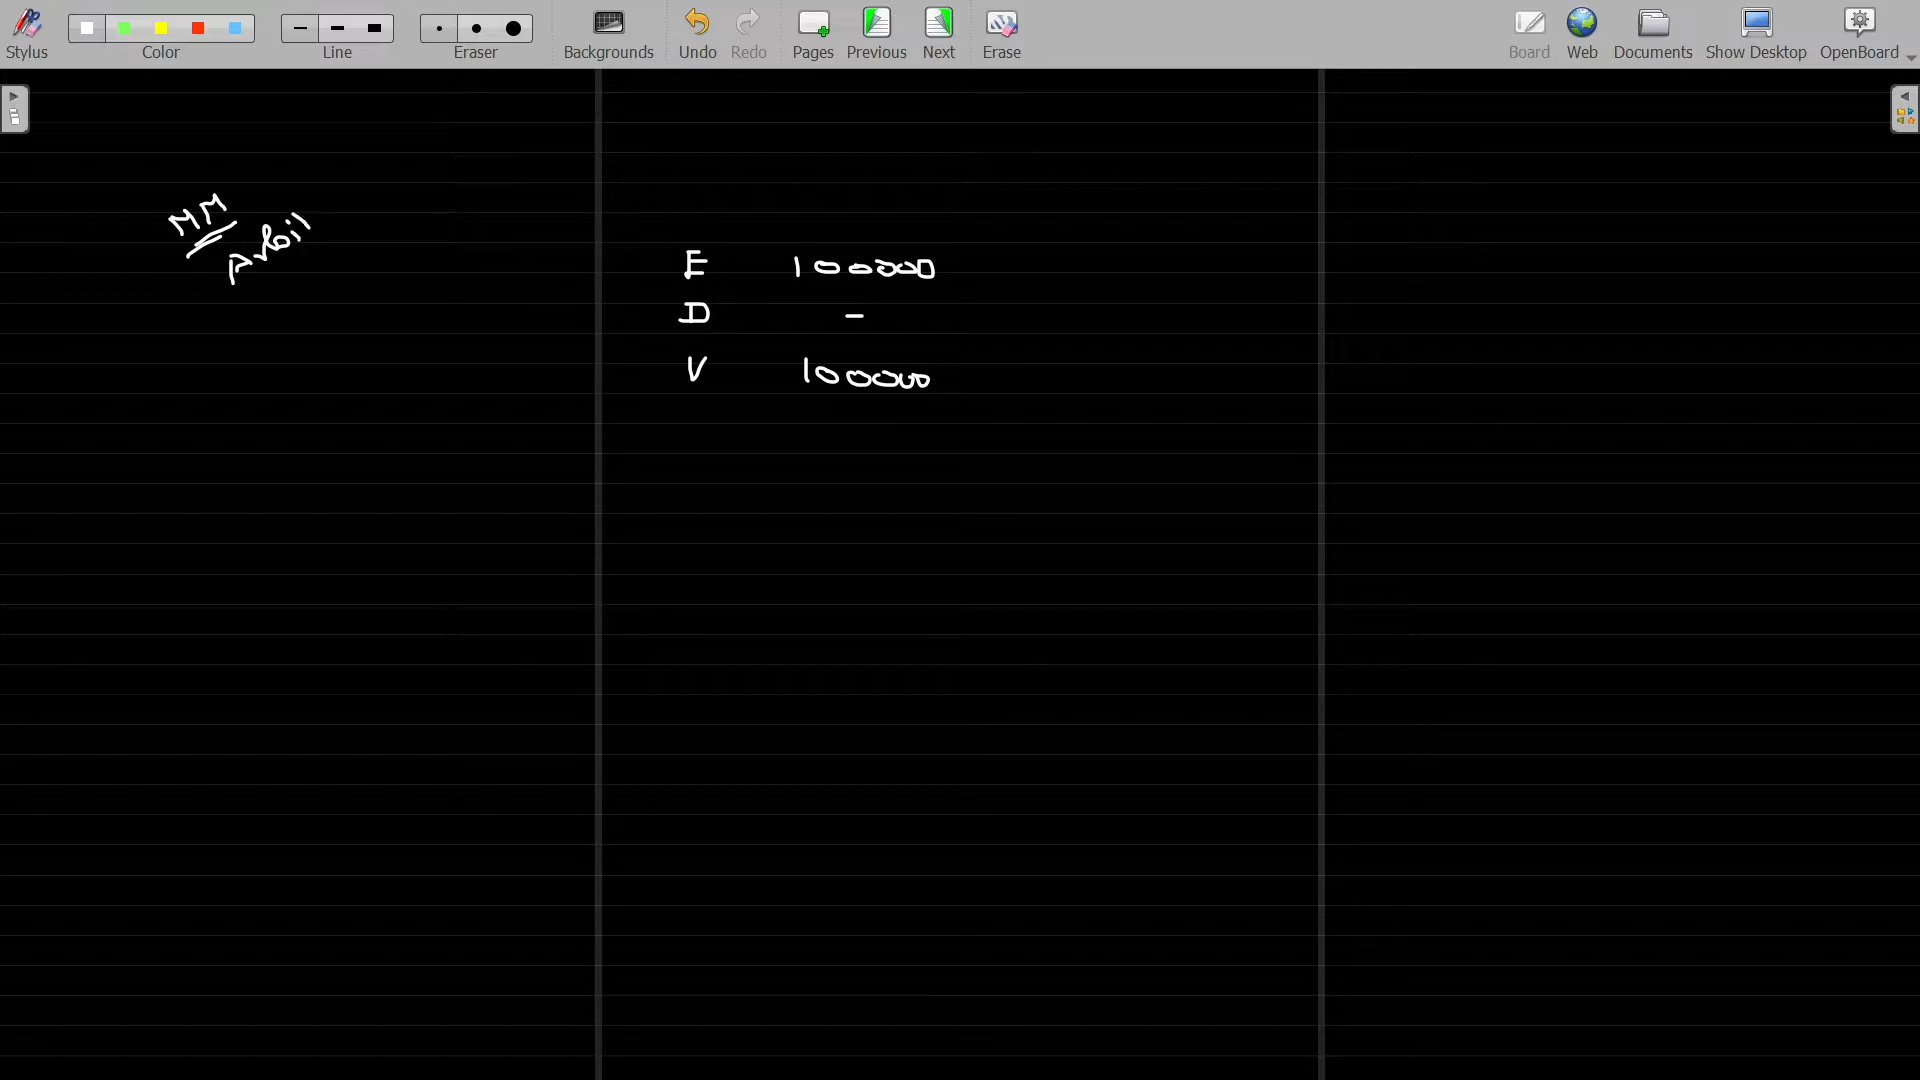 Stylus Color Line Eraser Backgrounds Undo Redo Pages Previous Next Erase Board Web Documents Show Desktop OpenBoard
MM
E 100000
D -
V 100000